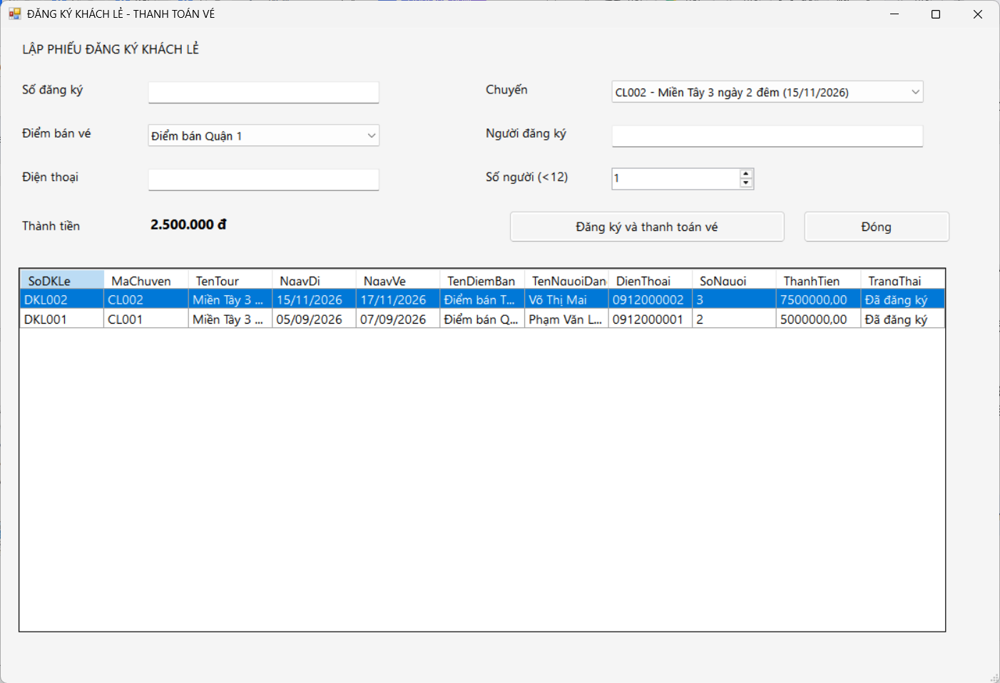 ĐĂNG KÝ KHÁCH LẺ - THANH TOÁN VÉ
LẬP PHIẾU ĐĂNG KÝ KHÁCH LẺ
Số đăng ký
Chuyến CL002 - Miền Tây 3 ngày 2 đêm (15/11/2026)
Điểm bán vé Điểm bán Quận 1
Người đăng ký
Điện thoại
Số người (<12) 1
Thành tiền 2.500.000 đ
Đăng ký và thanh toán vé
Đóng
SoDKLe MaChuyen TenTour NgayDi NgayVe TenDiemBan TenNguoiDang DienThoai SoNguoi ThanhTien TrangThai
DKL002 CL002 Miền Tây 3 ... 15/11/2026 17/11/2026 Điểm bán T... Võ Thị Mai 0912000002 3 7500000,00 Đã đăng ký
DKL001 CL001 Miền Tây 3 ... 05/09/2026 07/09/2026 Điểm bán Q... Phạm Văn L... 0912000001 2 5000000,00 Đã đăng ký